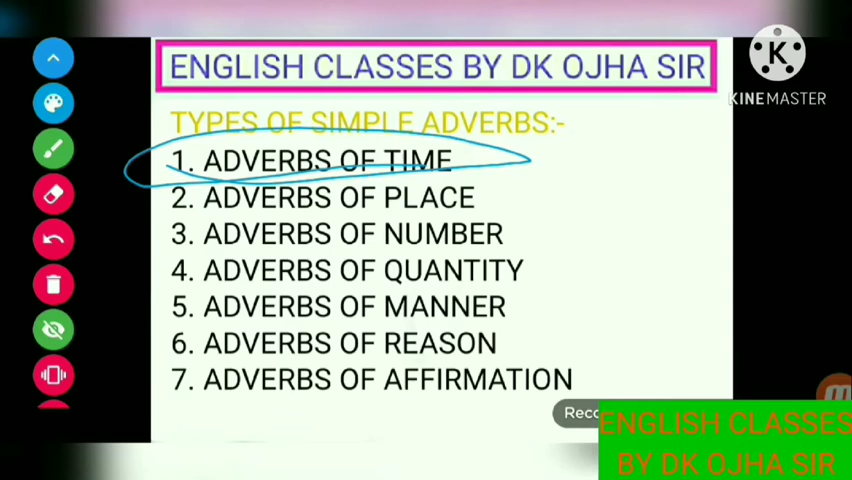 ENGLISH CLASSES BY DK OJHA SIR
K
KINEMASTER
TYPES OF SIMPLE ADVERBS:-
1. ADVERBS OF TIME
2. ADVERBS OF PLACE
3. ADVERBS OF NUMBER
4. ADVERBS OF QUANTITY
5. ADVERBS OF MANNER
6. ADVERBS OF REASON
7. ADVERBS OF AFFIRMATION
ENGLISH CLASSES
BY DK OJHA SIR